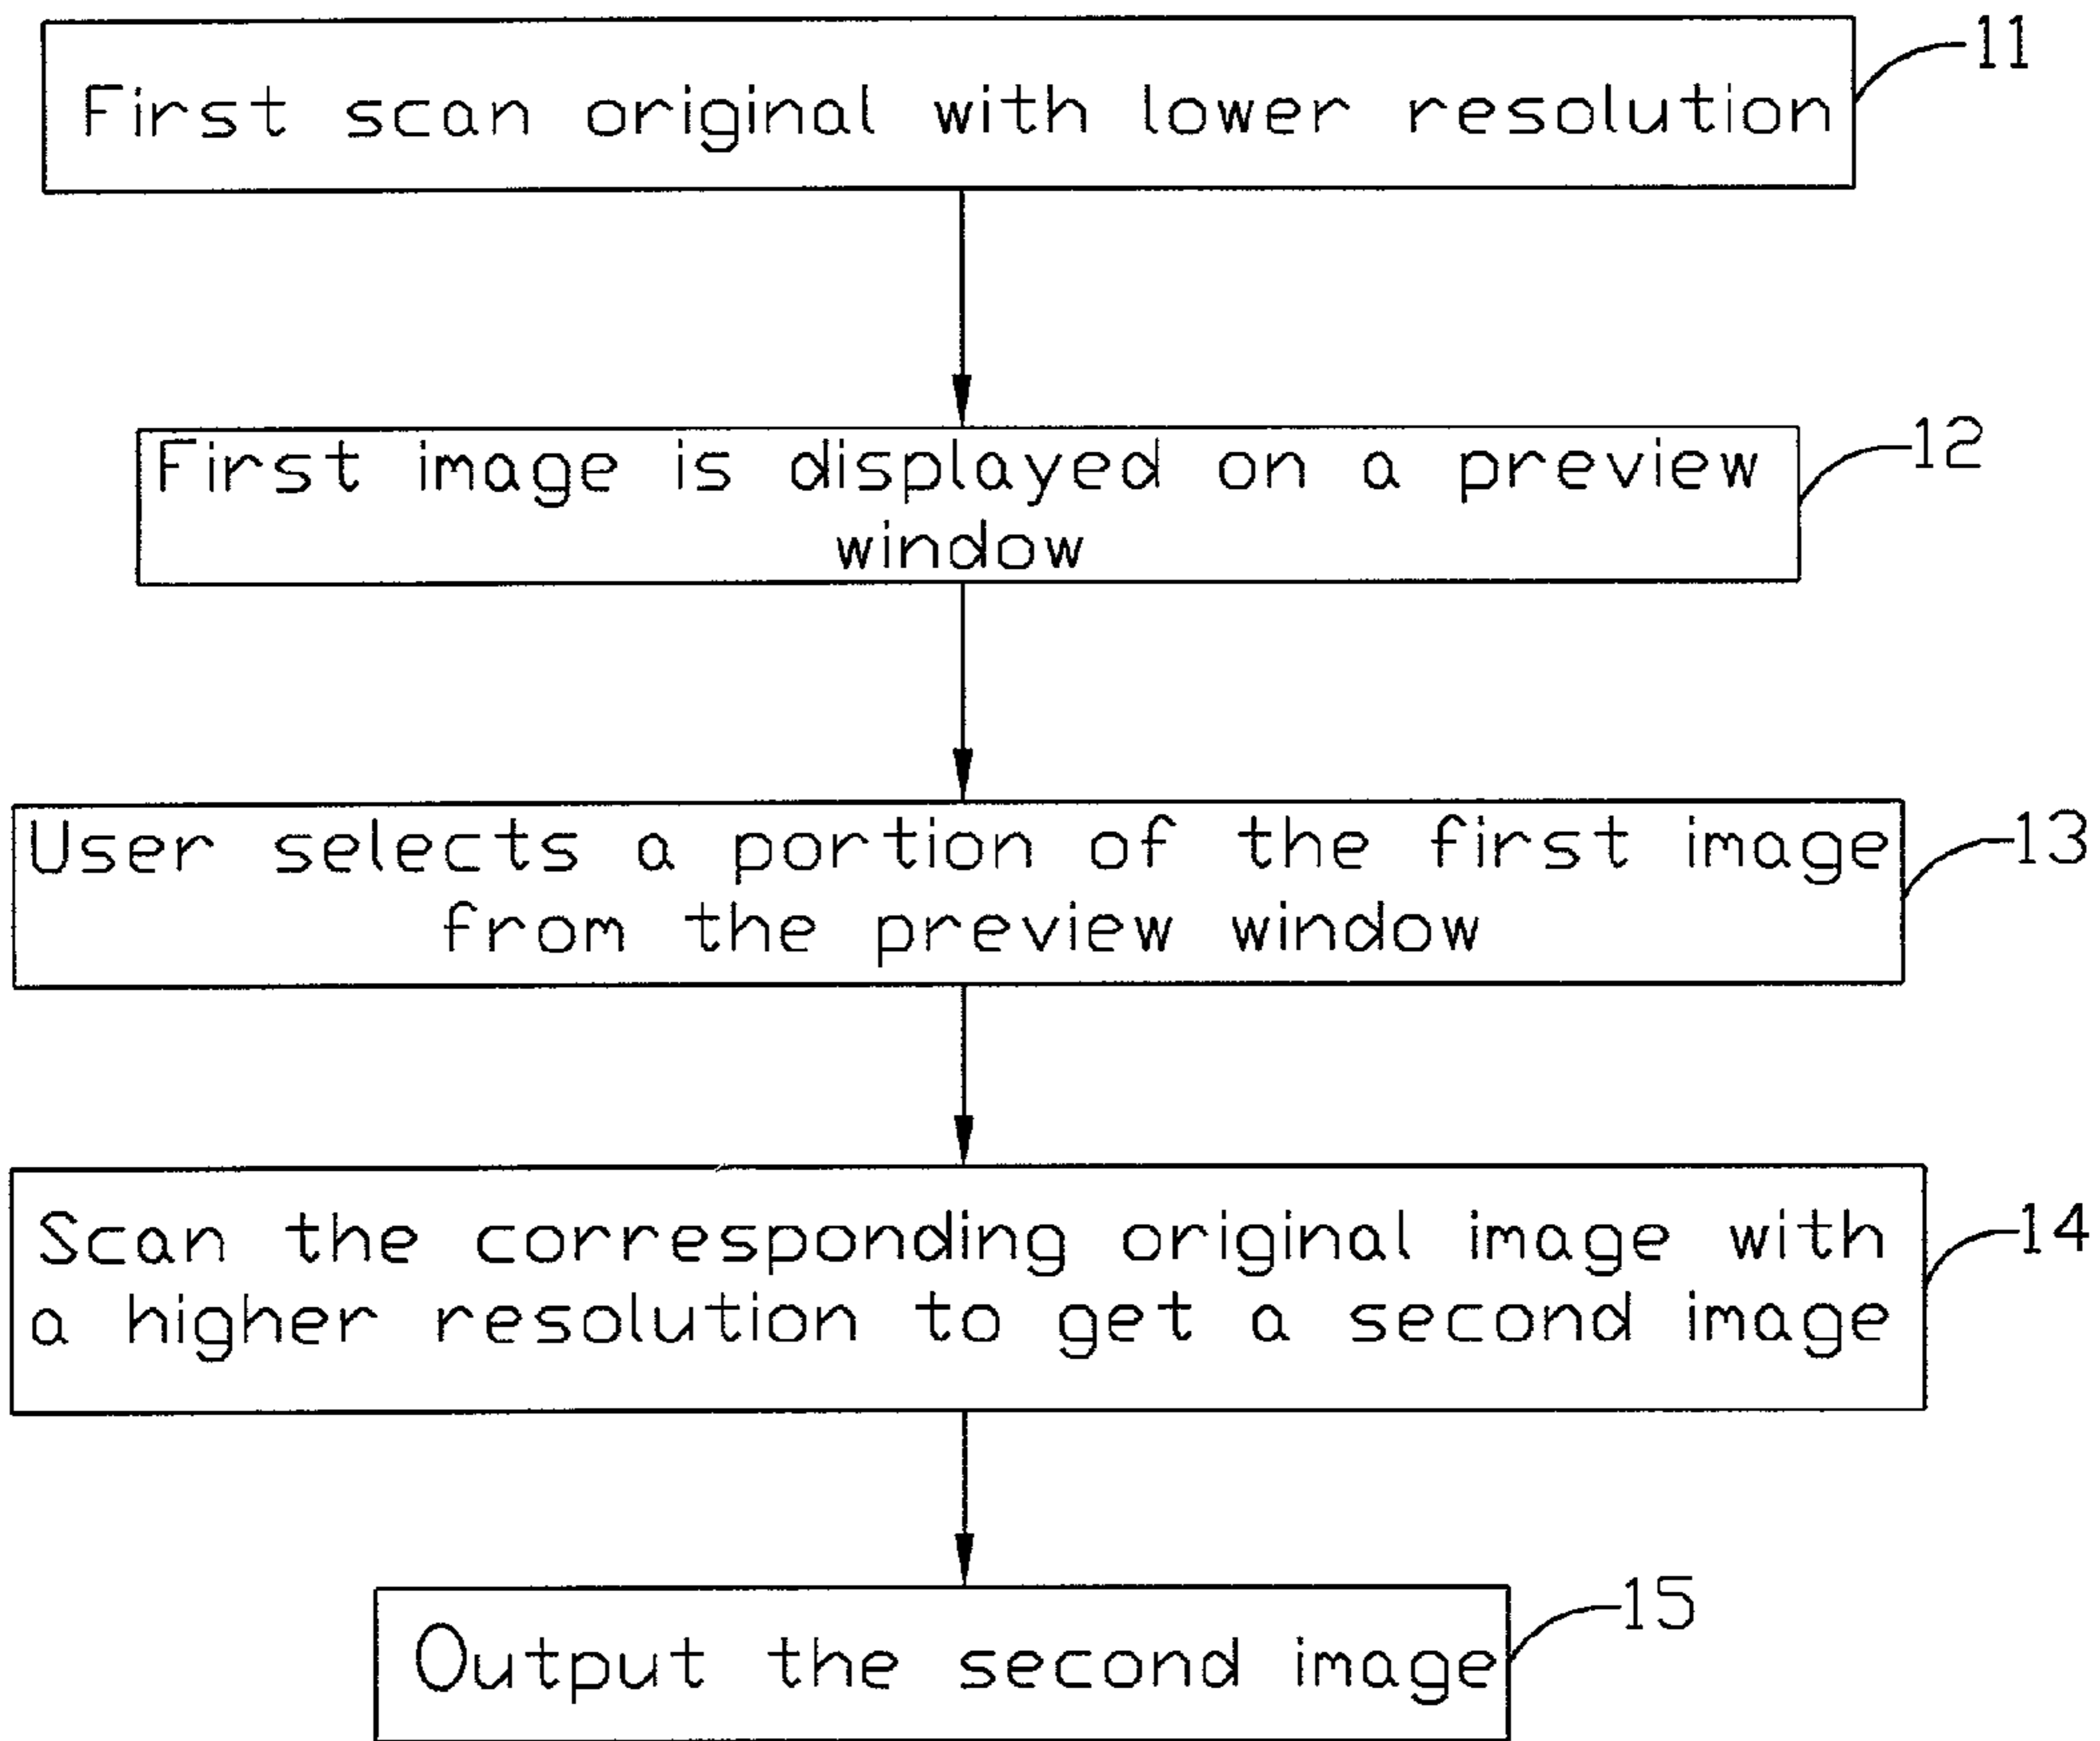 First scan original with lower resolution
11
First image is displayed on a preview
window
12
User selects a portion of the first image
from the preview window
13
Scan the corresponding original image with
a higher resolution to get a second image
14
Output the second image
15